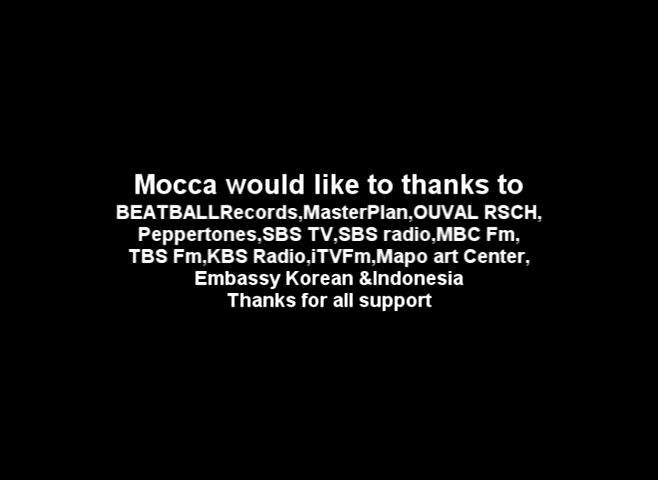 Mocca would like to thanks to
BEATBALLRecords,MasterPlan,OUVAL RSCH,
Peppertones,SBS TV,SBS radio,MBC Fm,
TBS Fm,KBS Radio,iTVFm,Mapo art Center,
Embassy Korean &Indonesia
Thanks for all support